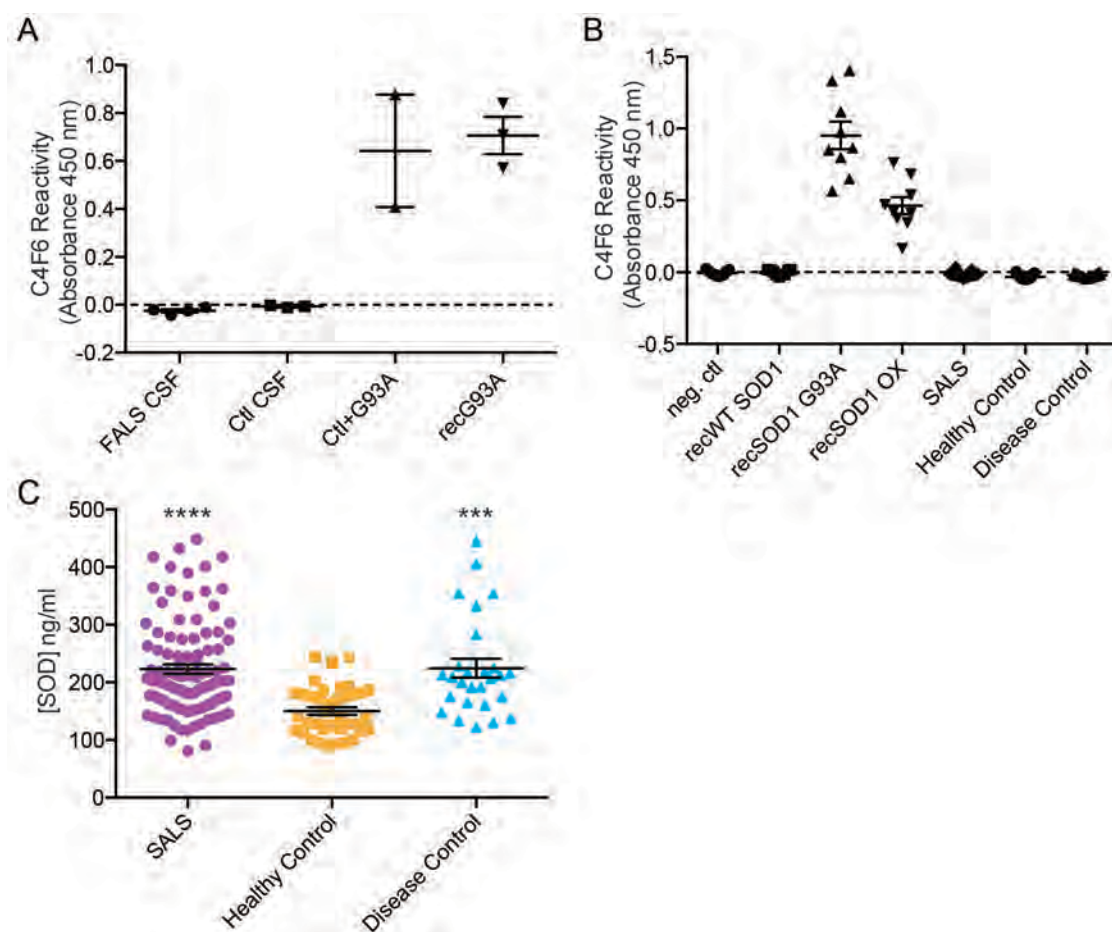 A
C4F6 Reactivity
(Absorbance 450 nm)
1.0
0.8
0.6
0.4
0.2
0.0
-0.2
FALS CSF
Ctl CSF
Ctl+G93A
recG93A
B
C4F6 Reactivity
(Absorbance 450 nm)
1.5
1.0
0.5
0.0
-0.5
neg. ctl
recWT SOD1
recSOD1 G93A
recSOD1 OX
SALS
Healthy Control
Disease Control
C
[SOD] ng/ml
500
400
300
200
100
0
****
***
SALS
Healthy Control
Disease Control